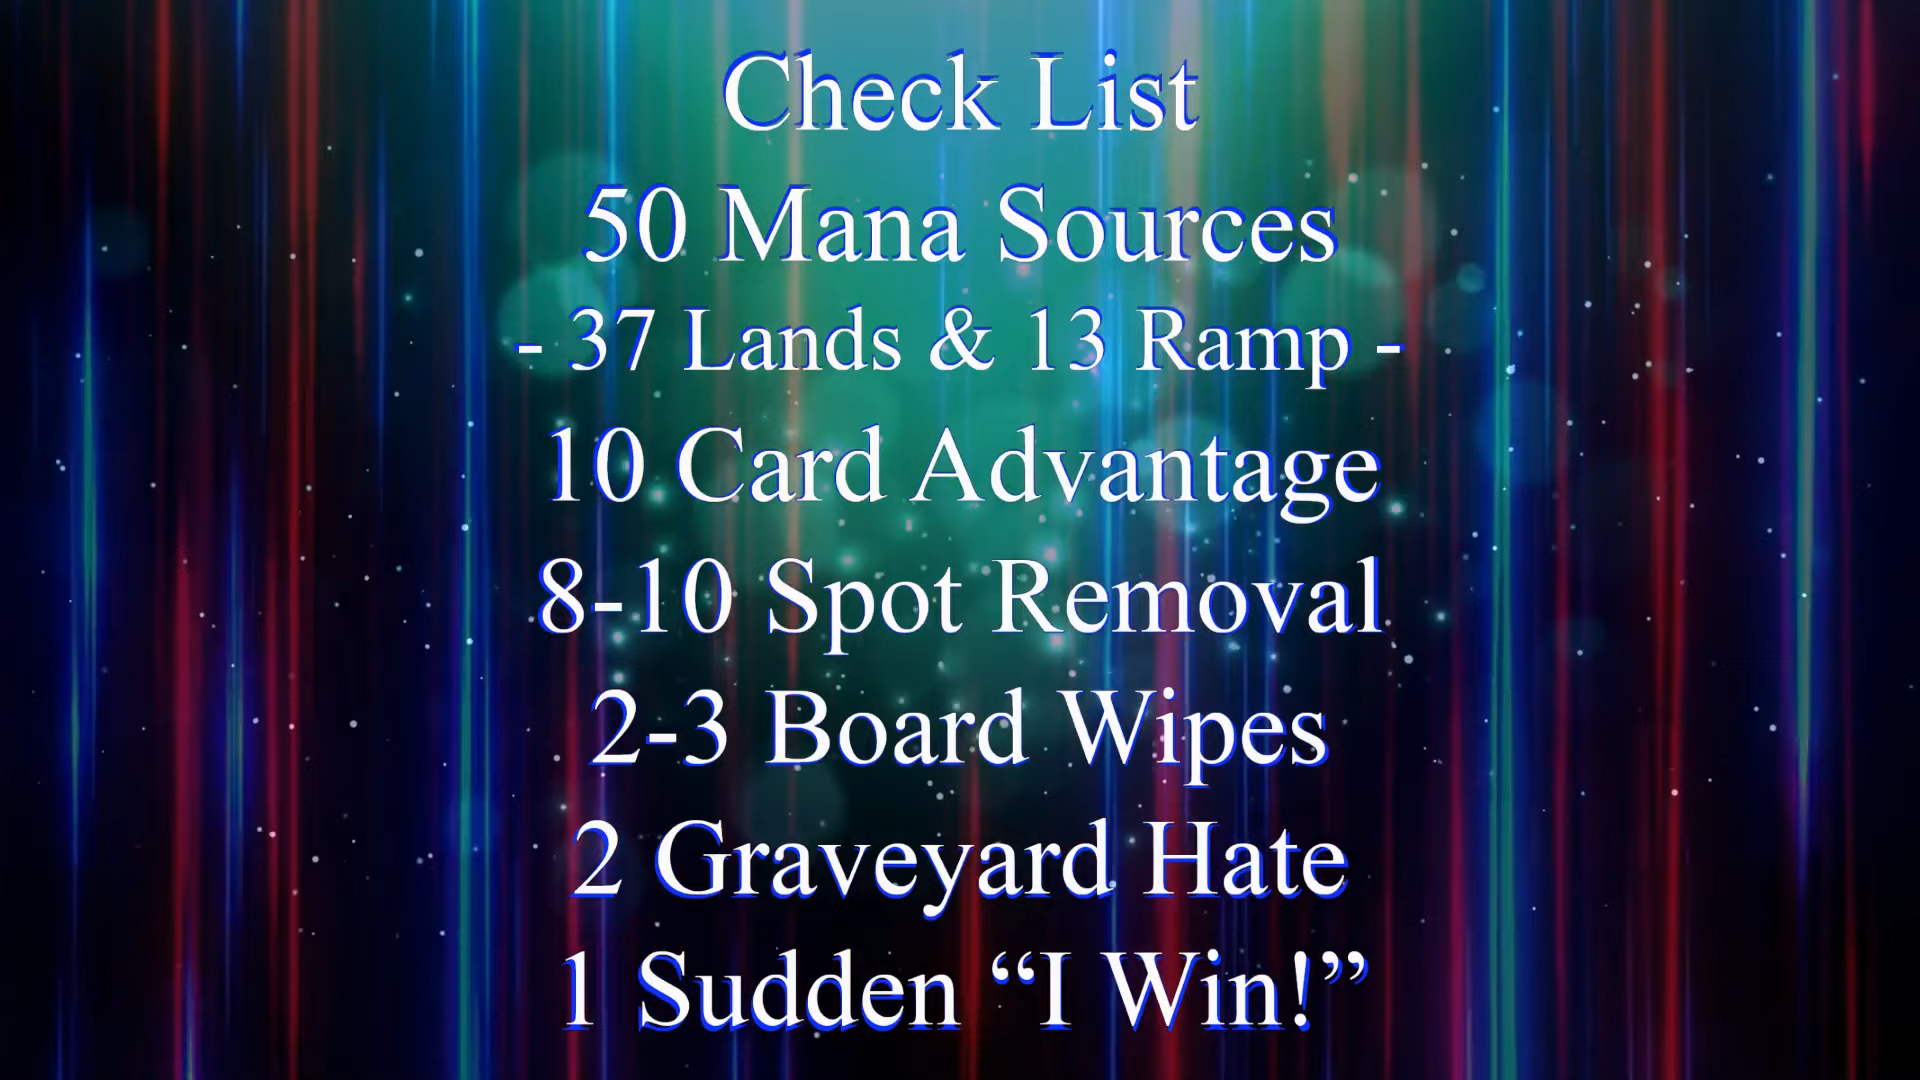 Check List
50 Mana Sources
- 37 Lands & 13 Ramp -
10 Card Advantage
8-10 Spot Removal
2-3 Board Wipes
2 Graveyard Hate
1 Sudden “I Win!”